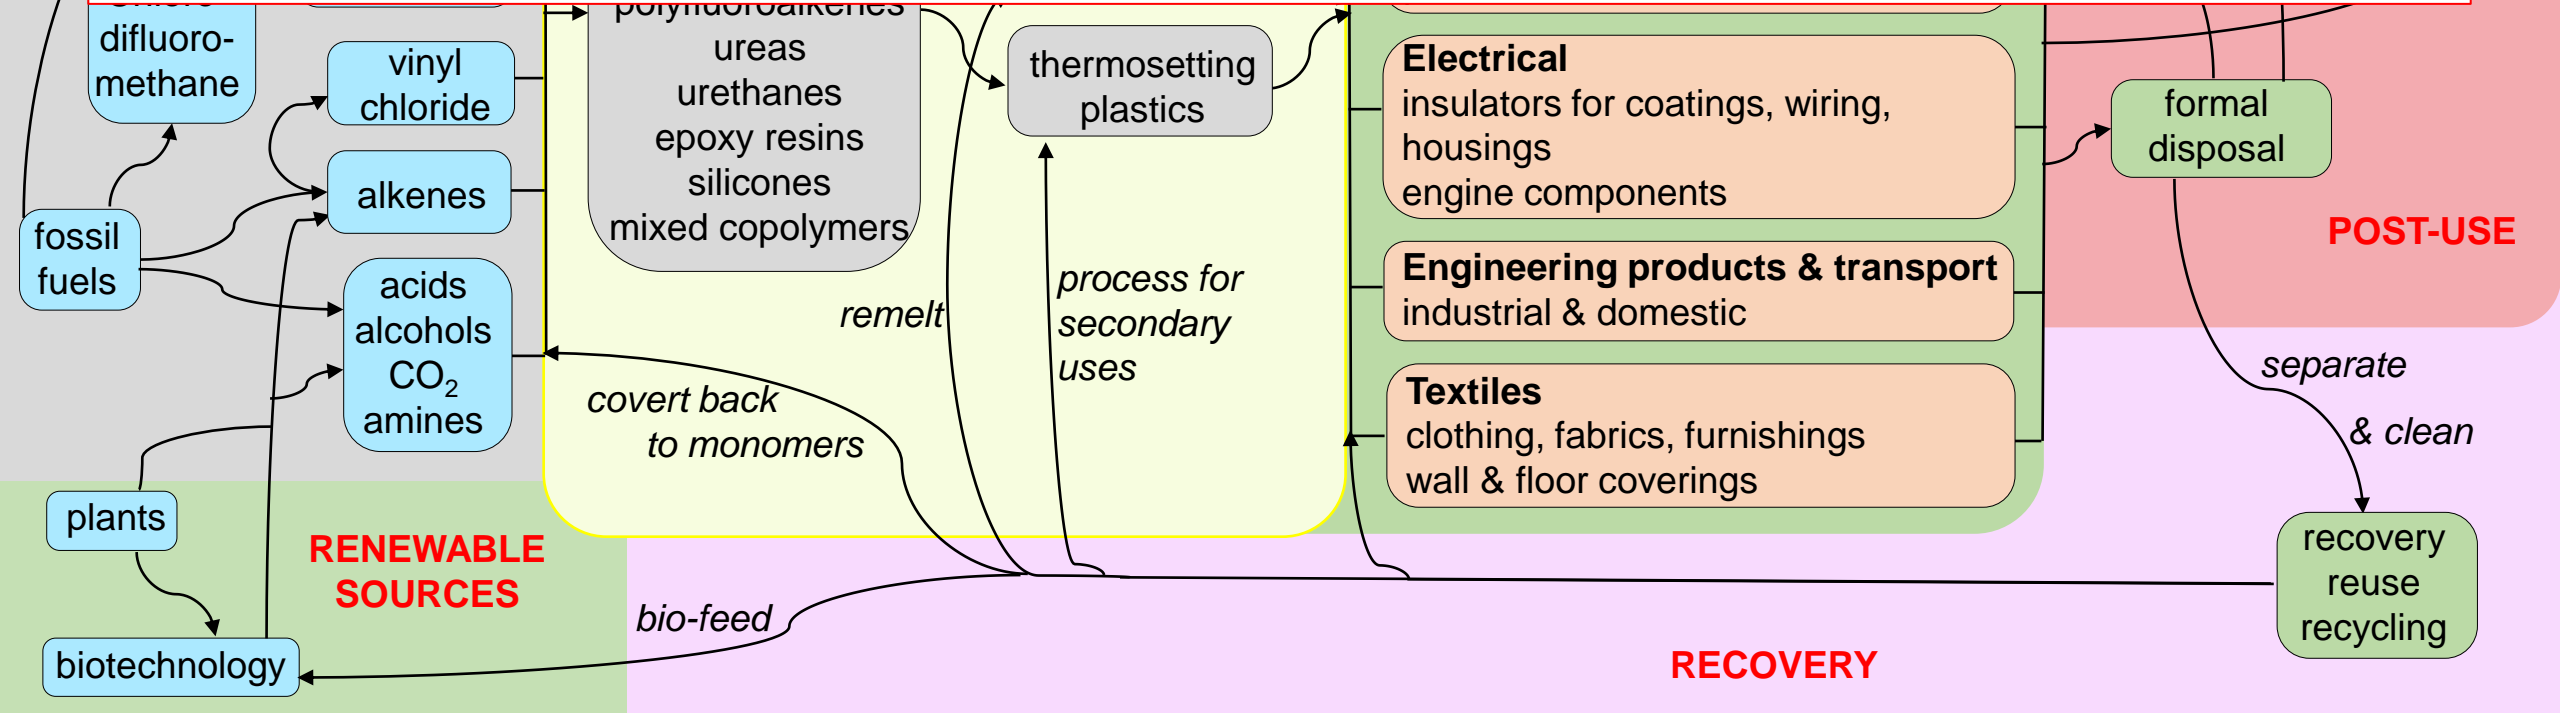 difluoro-
methane
vinyl
chloride
alkenes
fossil
fuels
acids
alcohols
CO2
amines
plants
RENEWABLE
SOURCES
biotechnology
polyfluoroalkenes
ureas
urethanes
epoxy resins
silicones
mixed copolymers
thermosetting
plastics
remelt
process for
secondary
uses
covert back
to monomers
bio-feed
Electrical
insulators for coatings, wiring,
housings
engine components
Engineering products & transport
industrial & domestic
Textiles
clothing, fabrics, furnishings
wall & floor coverings
formal
disposal
POST-USE
separate
& clean
recovery
reuse
recycling
RECOVERY